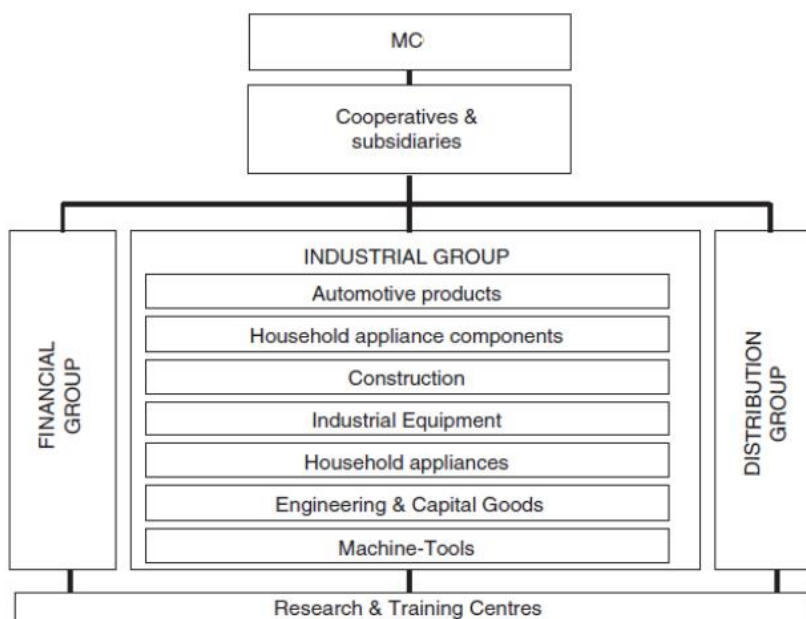 MC
Cooperatives &
subsidiaries
FINANCIAL
GROUP
INDUSTRIAL GROUP
Automotive products
Household appliance components
Construction
Industrial Equipment
Household appliances
Engineering & Capital Goods
Machine-Tools
DISTRIBUTION
GROUP
Research & Training Centres